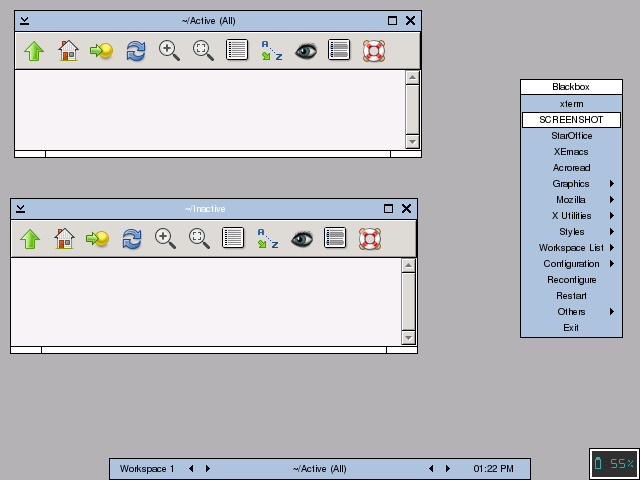 ~/Active (All)
A
Z
Blackbox
xterm
SCREENSHOT
StarOffice
XEmacs
Acroread
Graphics
Mozilla
X Utilities
Styles
Workspace List
Configuration
Reconfigure
Restart
Others
Exit
~/Inactive
A
Z
Workspace 1
~/Active (All)
01:22 PM
55%